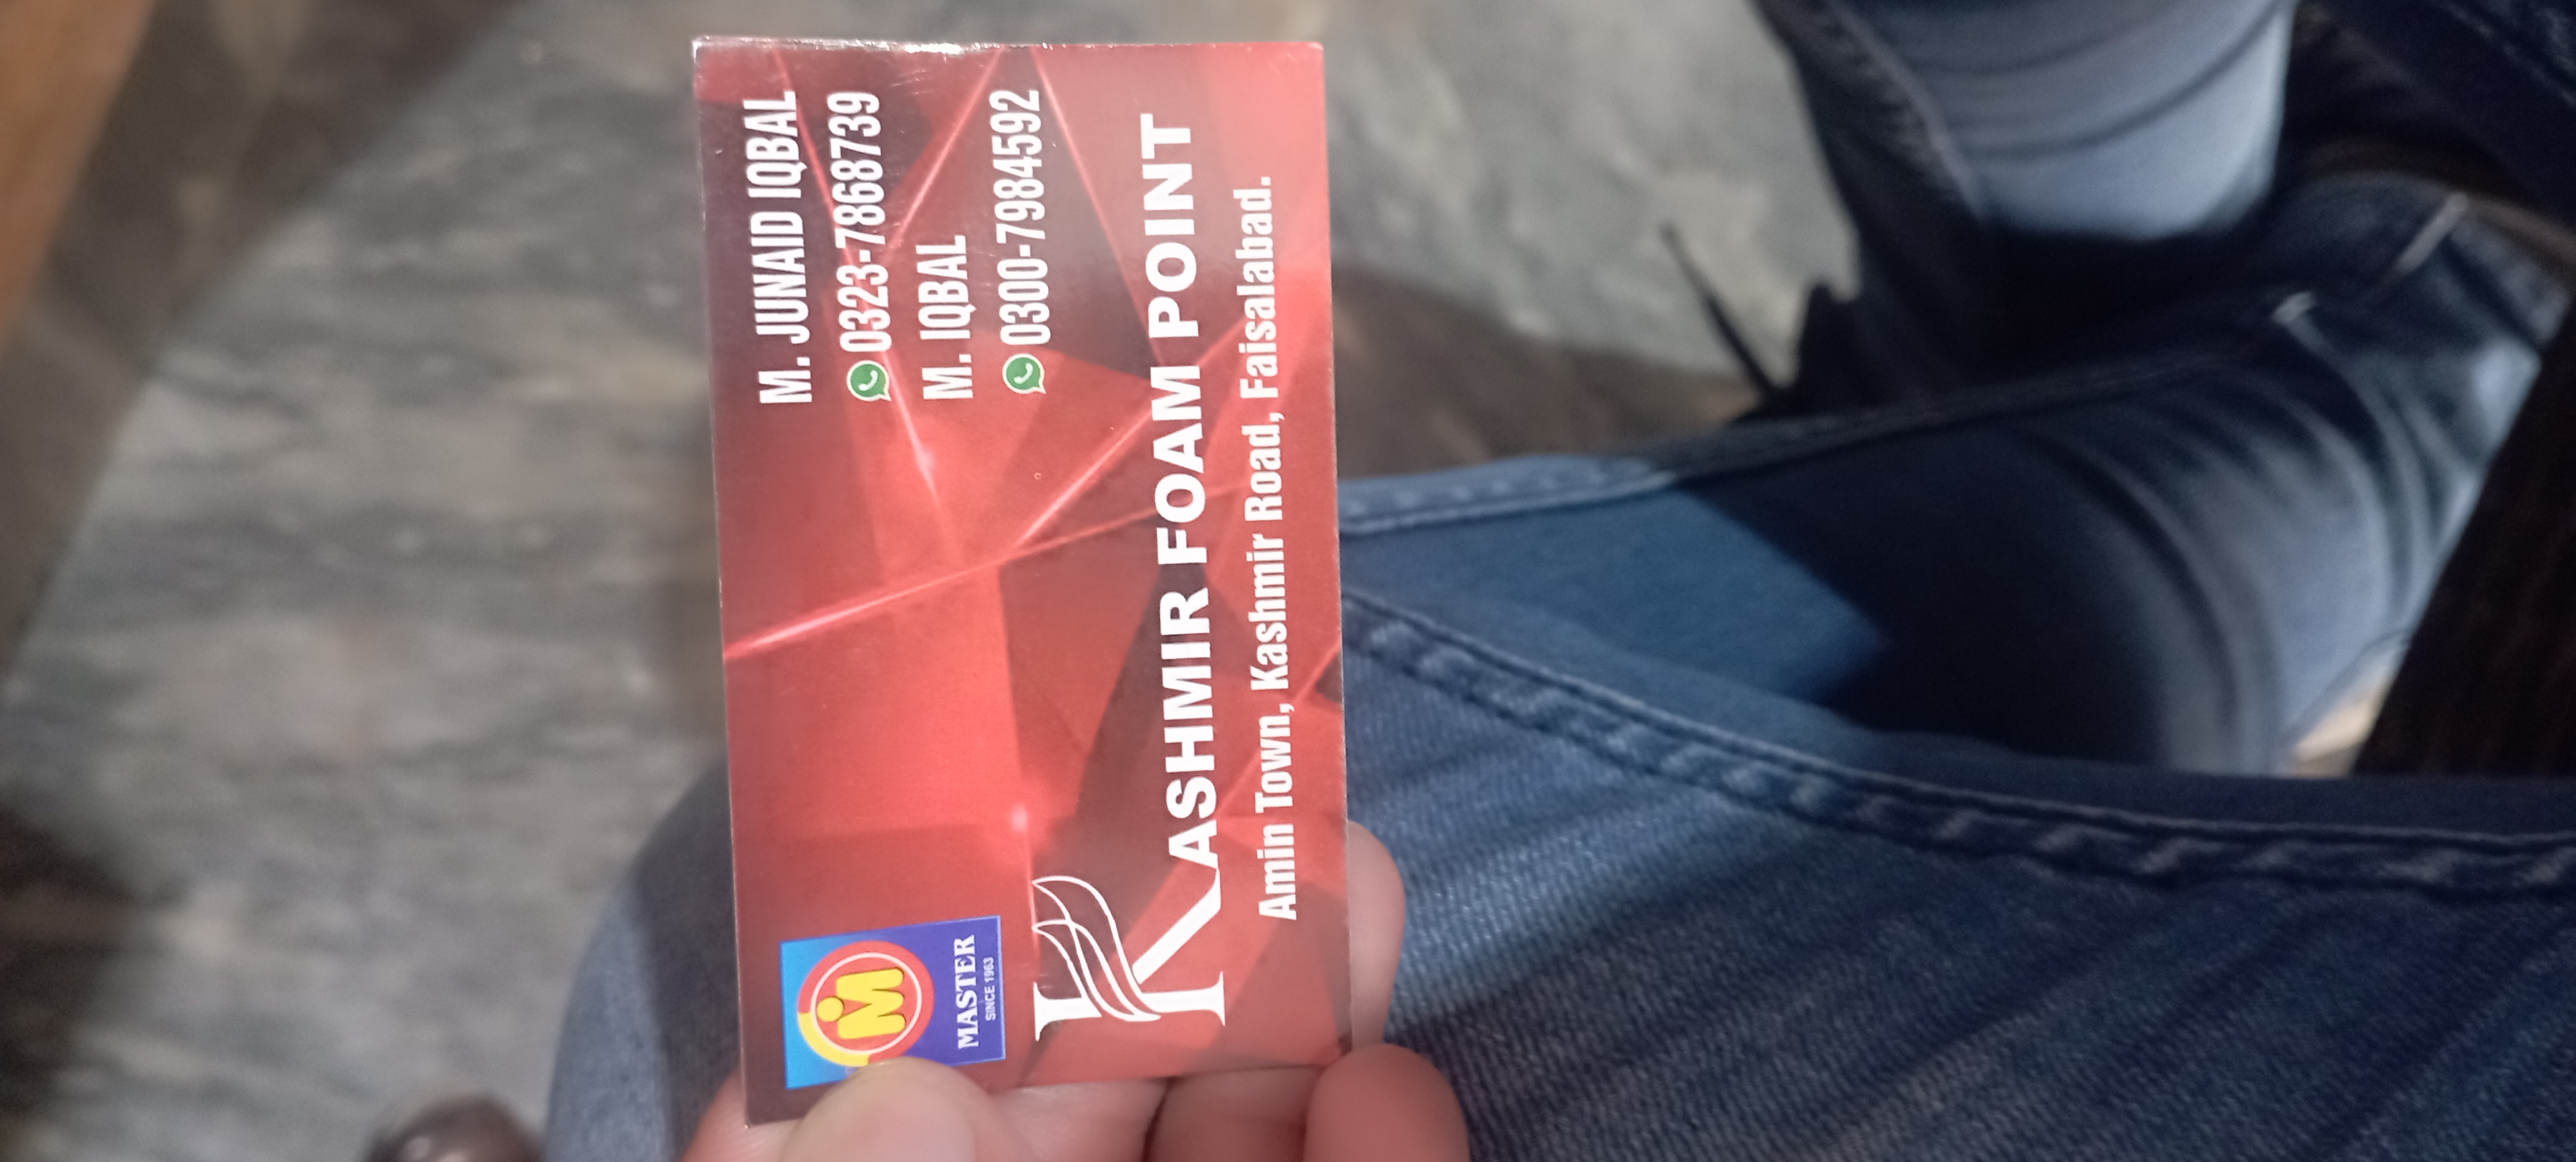 M. JUNAID IQBAL
0323-7868739
M. IQBAL
0300-7984592
MASTER
SINCE 1963
KASHMIR FOAM POINT
Amin Town, Kashmir Road, Faisalabad.